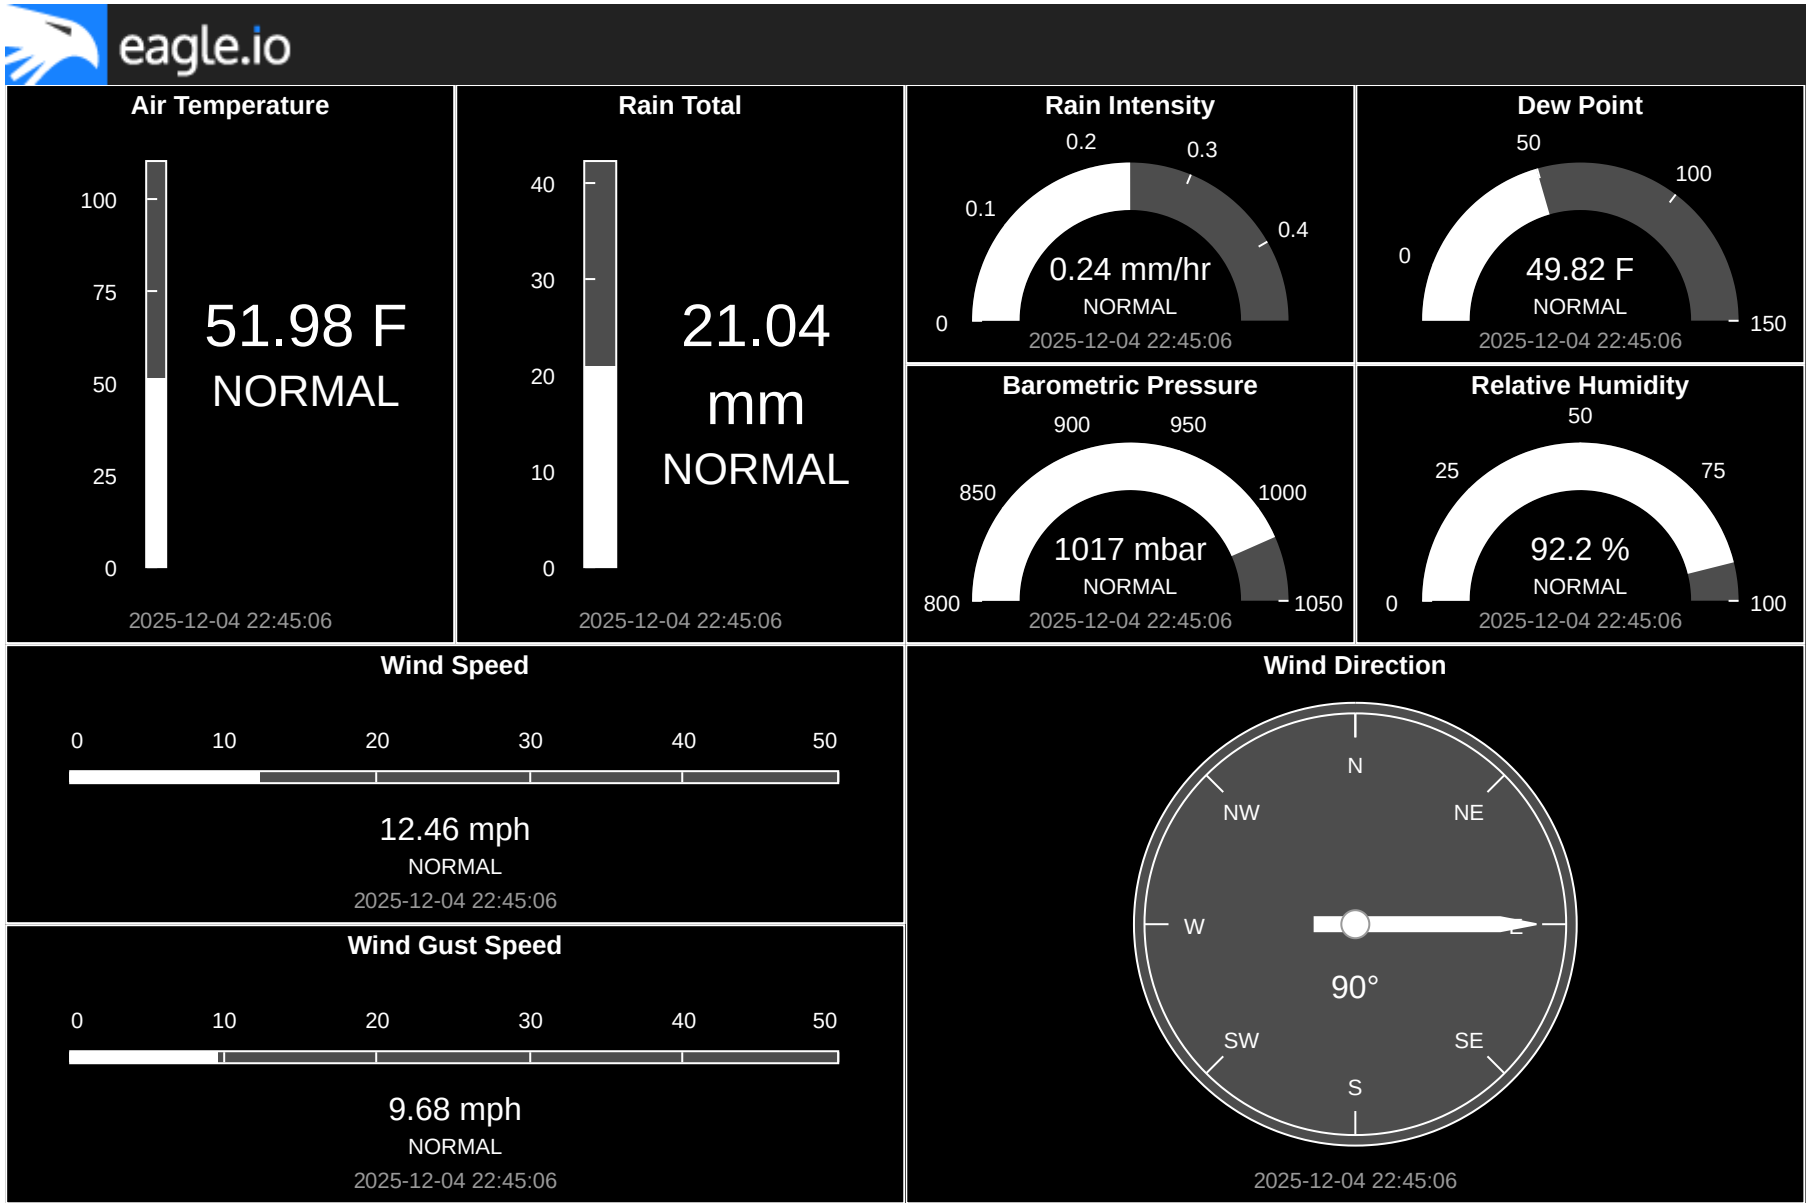 eagle.io
Air Temperature
100
75
50
25
0
51.98 F
NORMAL
2025-12-04 22:45:06
Rain Total
40
30
20
10
0
21.04
mm
NORMAL
2025-12-04 22:45:06
Rain Intensity
0
0.1
0.2
0.3
0.4
0.24 mm/hr
NORMAL
2025-12-04 22:45:06
Dew Point
0
50
100
150
49.82 F
NORMAL
2025-12-04 22:45:06
Barometric Pressure
800
850
900
950
1000
1050
1017 mbar
NORMAL
2025-12-04 22:45:06
Relative Humidity
0
25
50
75
100
92.2 %
NORMAL
2025-12-04 22:45:06
Wind Speed
0 10 20 30 40 50
12.46 mph
NORMAL
2025-12-04 22:45:06
Wind Gust Speed
0 10 20 30 40 50
9.68 mph
NORMAL
2025-12-04 22:45:06
Wind Direction
N
NW NE
W E
90°
SW SE
S
2025-12-04 22:45:06